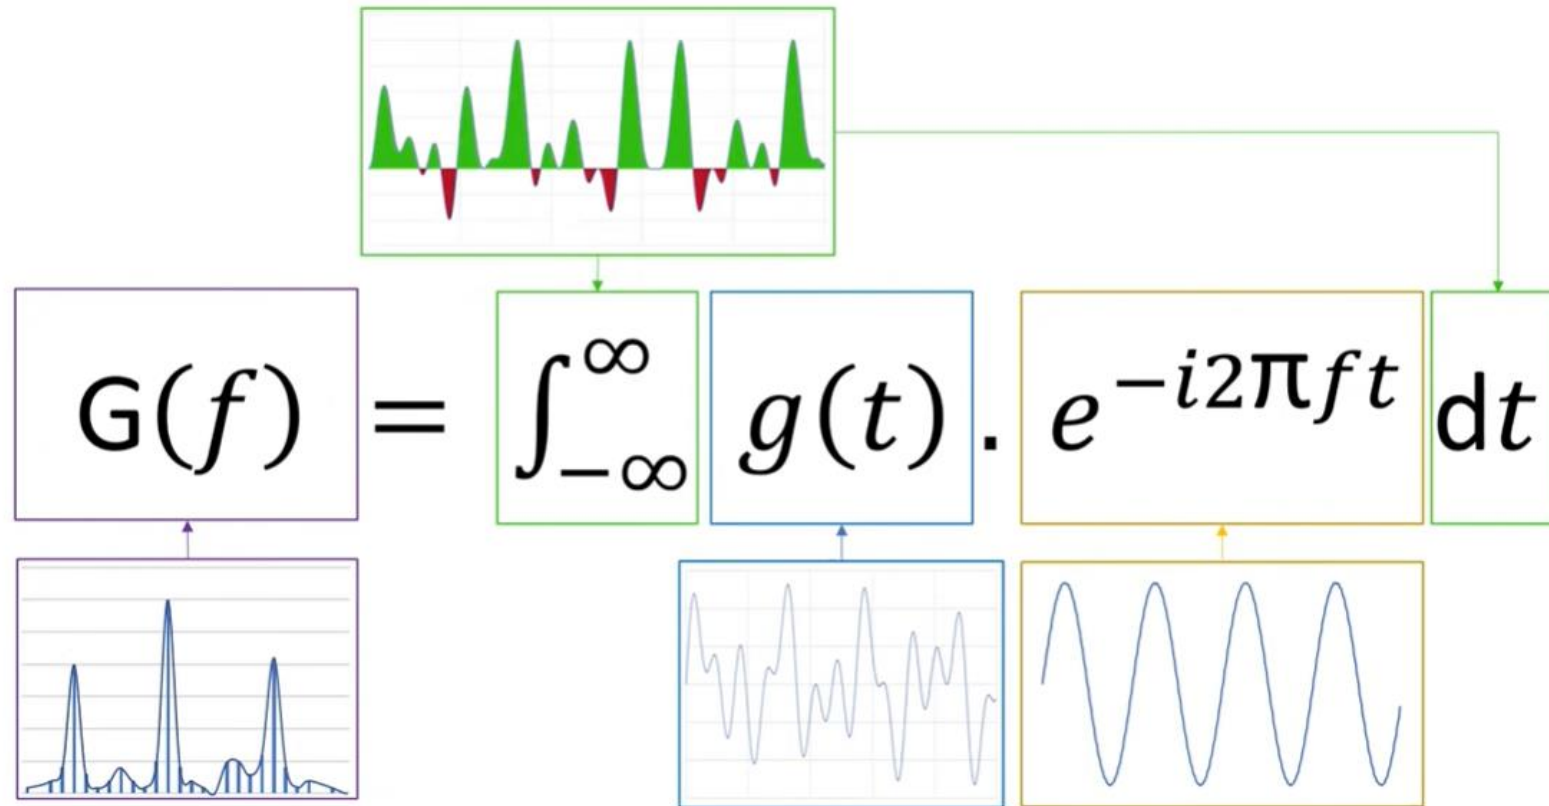 G(f) = ∫_{-∞}^{∞} g(t) . e^{-i2πft} dt